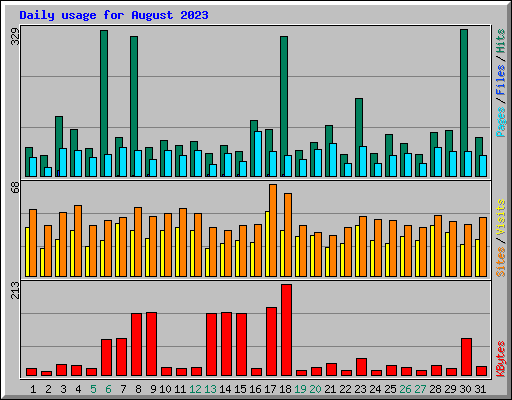 Daily usage for August 2023
329
Pages / Files / Hits
68
Sites / Visits
213
KBytes
1 2 3 4 5 6 7 8 9 10 11 12 13 14 15 16 17 18 19 20 21 22 23 24 25 26 27 28 29 30 31